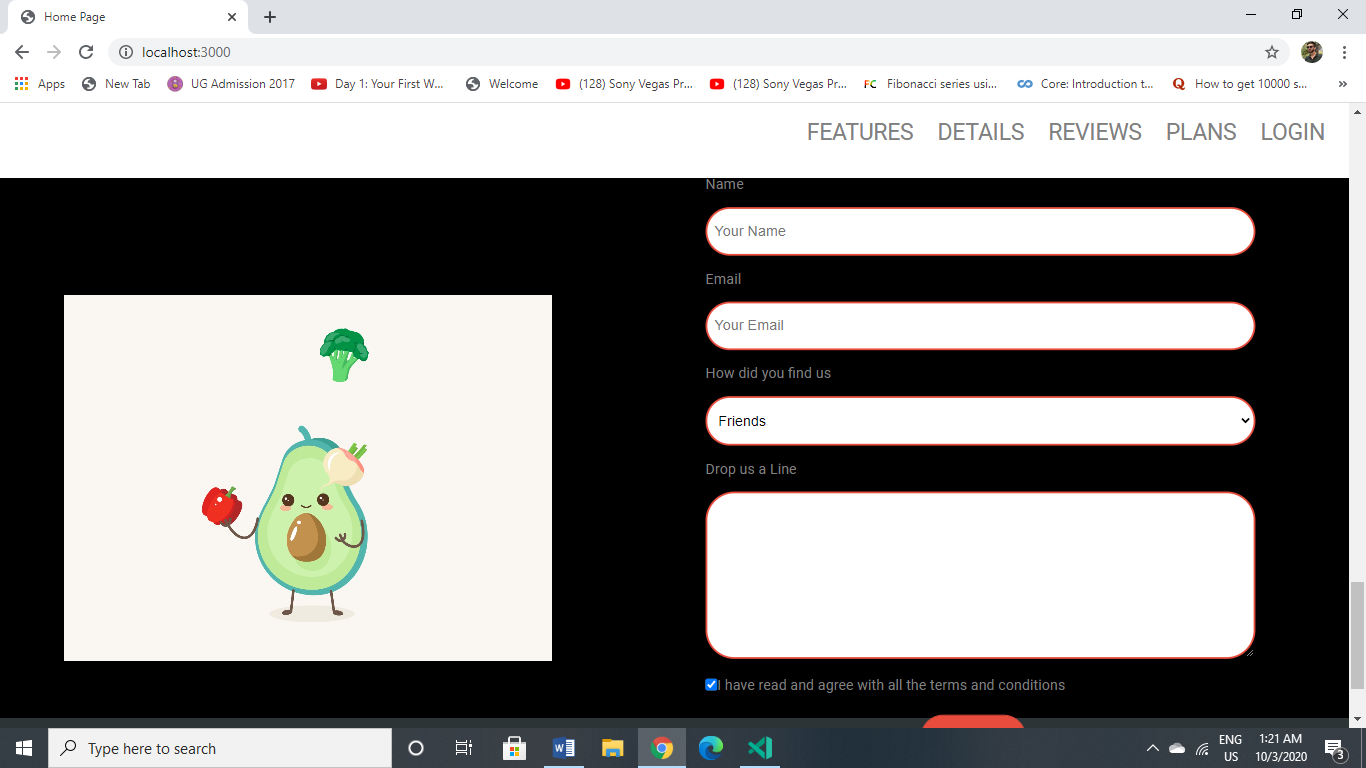 Home Page
localhost:3000
Apps
New Tab
UG Admission 2017
Day 1: Your First W...
Welcome
(128) Sony Vegas Pr...
(128) Sony Vegas Pr...
FC
Fibonacci series usi...
Core: Introduction t...
Q
How to get 10000 s...
»
FEATURES DETAILS REVIEWS PLANS LOGIN
Name
Your Name
Email
Your Email
How did you find us
Friends
Drop us a Line
I have read and agree with all the terms and conditions
Type here to search
W
ENG
US
1:21 AM
10/3/2020
3